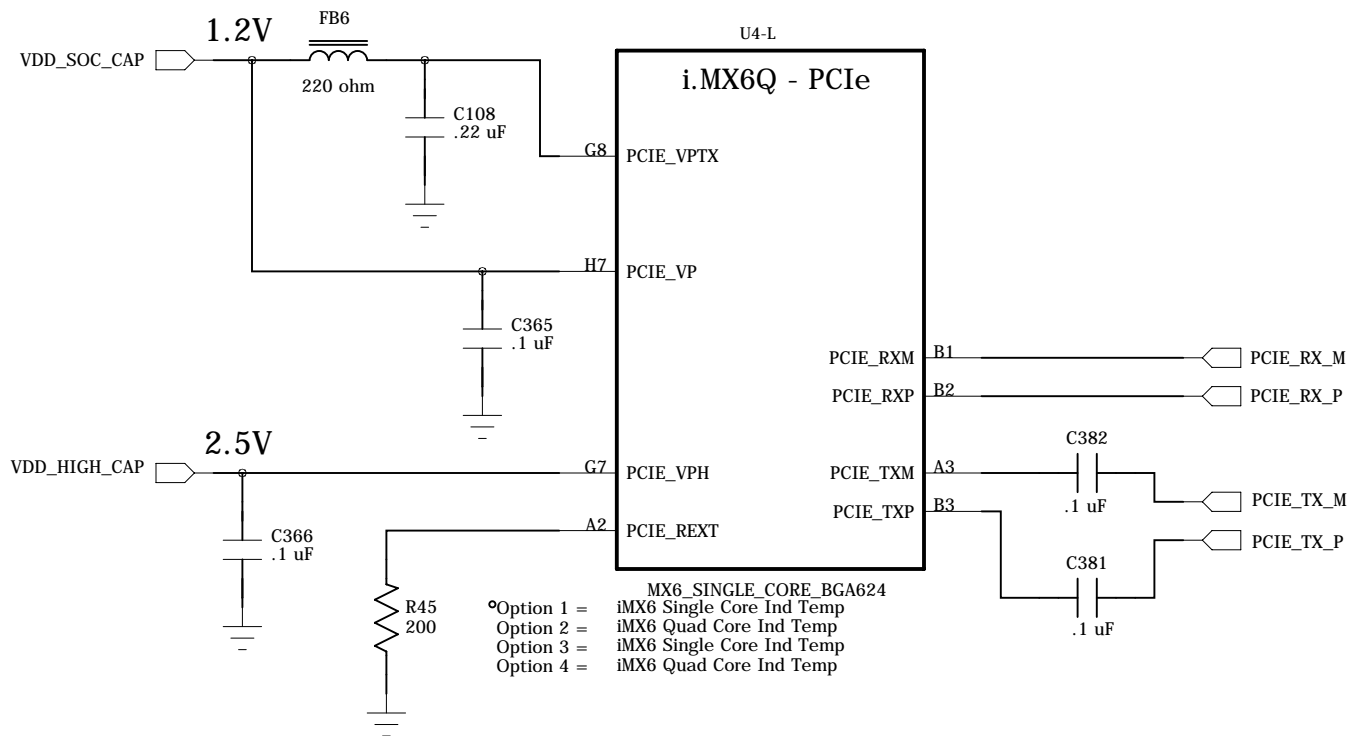 FB6
1.2V
VDD_SOC_CAP
220 ohm
C108
.22 uF
U4-L
i.MX6Q - PCIe
G8 PCIE_VPTX
H7 PCIE_VP
C365
.1 uF
PCIE_RXM B1 PCIE_RX_M
PCIE_RXP B2 PCIE_RX_P
2.5V
VDD_HIGH_CAP
G7 PCIE_VPH
C382
PCIE_TXM A3
.1 uF
PCIE_TX_M
PCIE_TXP B3
PCIE_TX_P
A2 PCIE_REXT
C366
.1 uF
C381
.1 uF
R45
200
MX6_SINGLE_CORE_BGA624
Option 1 = iMX6 Single Core Ind Temp
Option 2 = iMX6 Quad Core Ind Temp
Option 3 = iMX6 Single Core Ind Temp
Option 4 = iMX6 Quad Core Ind Temp